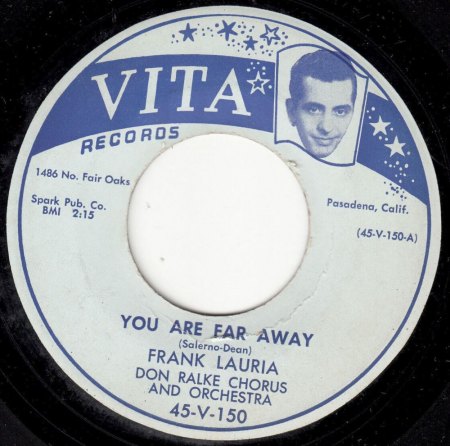 VITA
RECORDS
1486 No. Fair Oaks
Spark Pub. Co.
BMI 2:15
Pasadena, Calif.
(45-V-150-A)
YOU ARE FAR AWAY
(Salerno-Dean)
FRANK LAURIA
DON RALKE CHORUS
AND ORCHESTRA
45-V-150